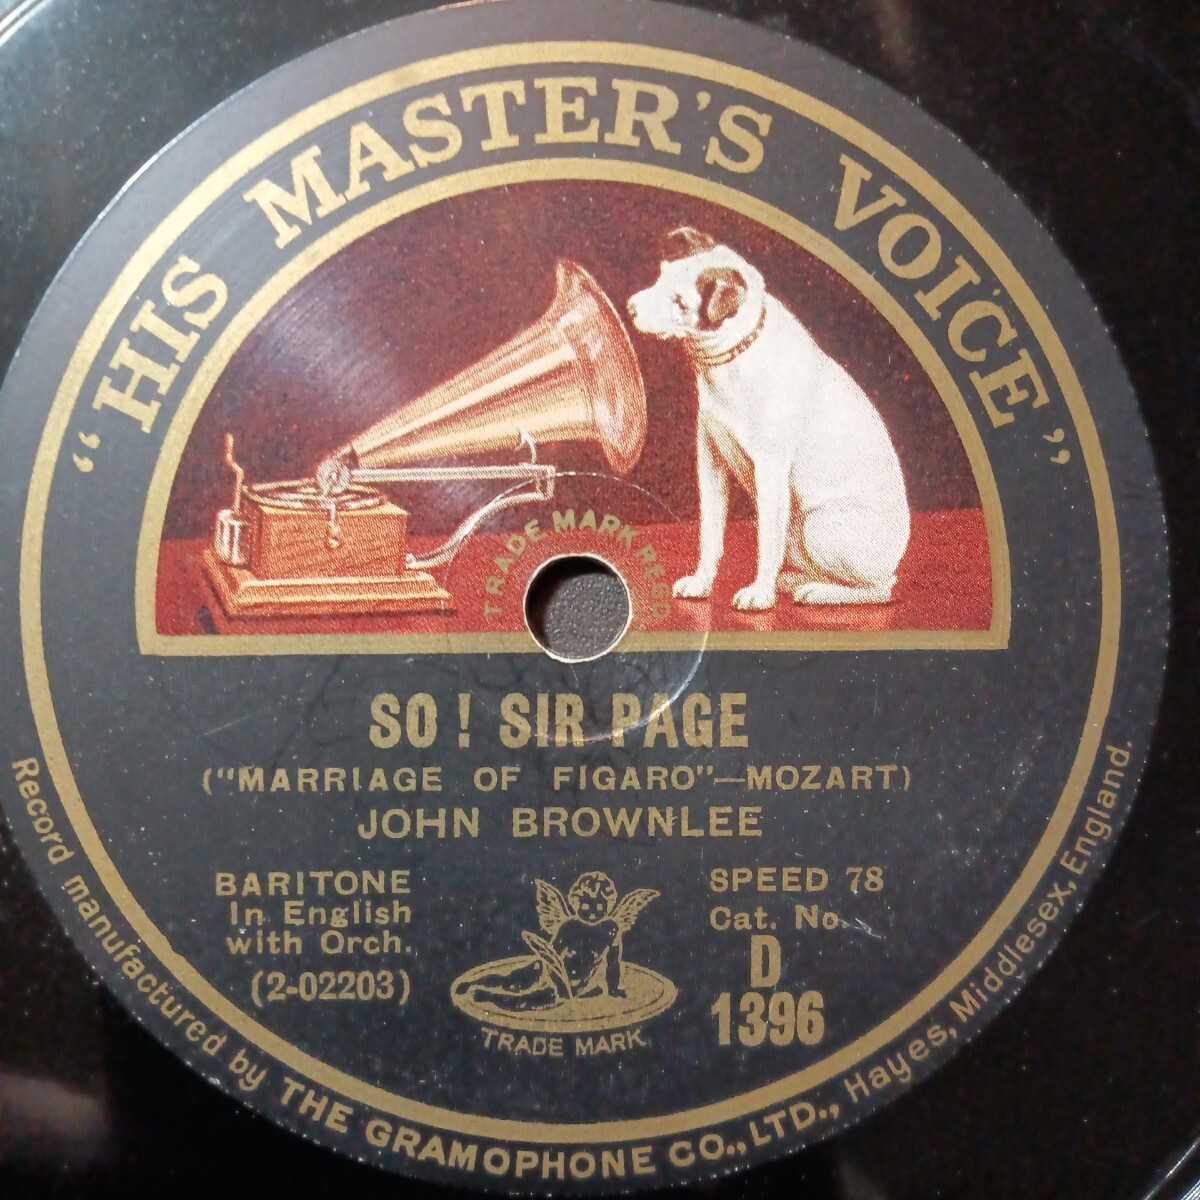 “HIS MASTER'S VOICE”
TRADE MARK REGD
SO! SIR PAGE
("MARRIAGE OF FIGARO"—MOZART)
JOHN BROWNLEE
BARITONE
In English
with Orch.
(2-02203)
TRADE MARK
SPEED 78
Cat. No.
D
1396
Record manufactured by THE GRAMOPHONE CO., LTD., Hayes, Middlesex, England.